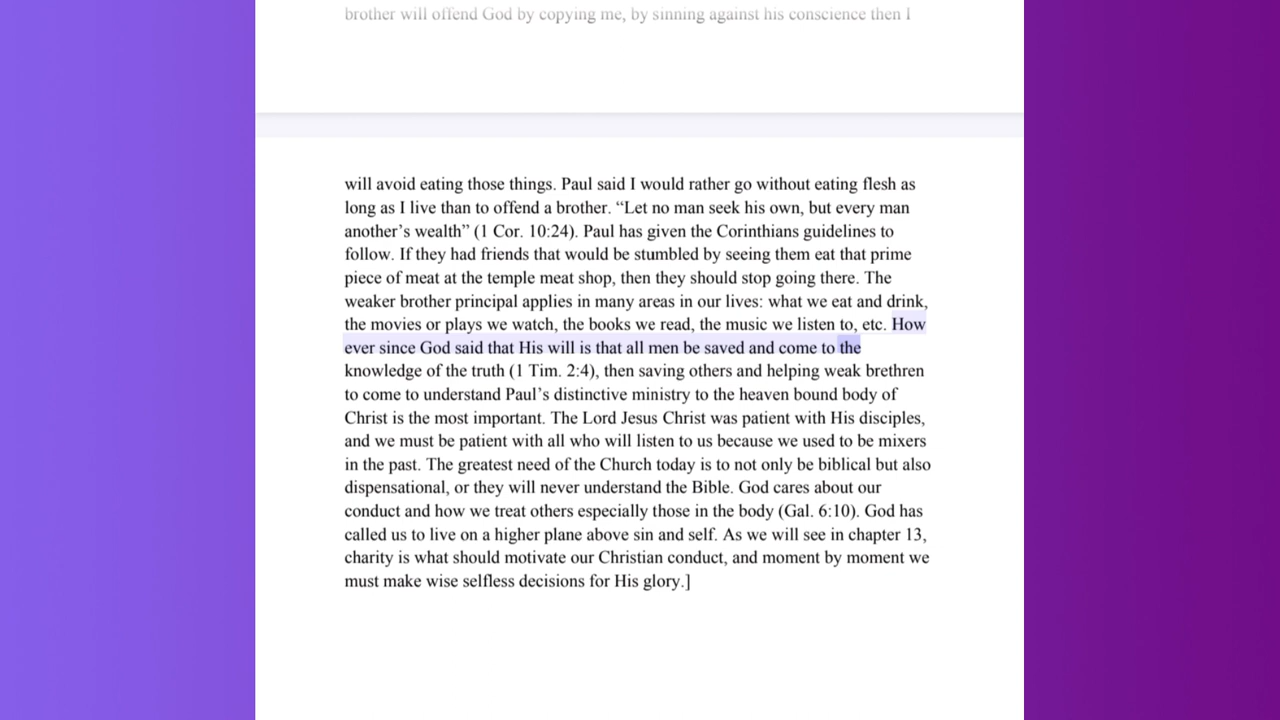 brother will offend God by copying me, by sinning against his conscience then I
will avoid eating those things. Paul said I would rather go without eating flesh as
long as I live than to offend a brother. “Let no man seek his own, but every man
another’s wealth” (1 Cor. 10:24). Paul has given the Corinthians guidelines to
follow. If they had friends that would be stumbled by seeing them eat that prime
piece of meat at the temple meat shop, then they should stop going there. The
weaker brother principal applies in many areas in our lives: what we eat and drink,
the movies or plays we watch, the books we read, the music we listen to, etc. How
ever since God said that His will is that all men be saved and come to the
knowledge of the truth (1 Tim. 2:4), then saving others and helping weak brethren
to come to understand Paul’s distinctive ministry to the heaven bound body of
Christ is the most important. The Lord Jesus Christ was patient with His disciples,
and we must be patient with all who will listen to us because we used to be mixers
in the past. The greatest need of the Church today is to not only be biblical but also
dispensational, or they will never understand the Bible. God cares about our
conduct and how we treat others especially those in the body (Gal. 6:10). God has
called us to live on a higher plane above sin and self. As we will see in chapter 13,
charity is what should motivate our Christian conduct, and moment by moment we
must make wise selfless decisions for His glory.]